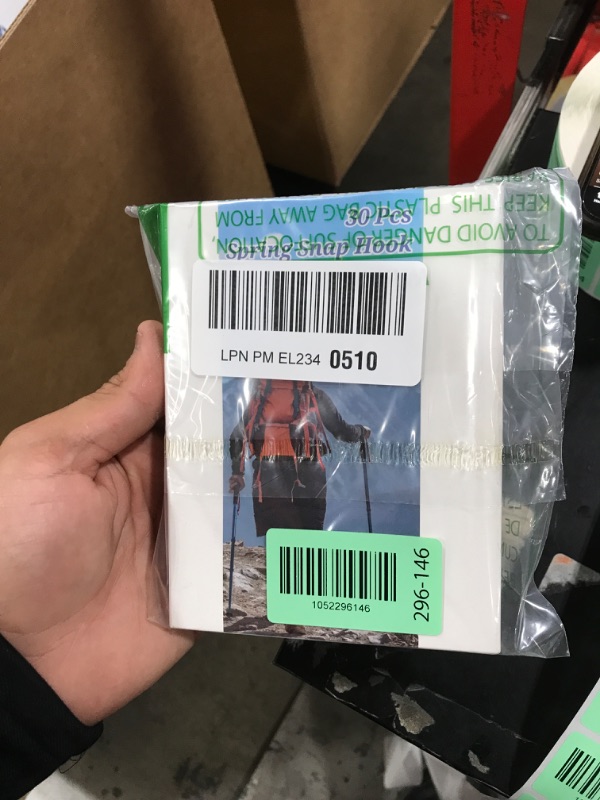 KEEP THIS PLASTIC BAG AWAY FROM
TO AVOID DANGER OF SUFFOCATION,
30 Pcs
Spring Snap Hook
LPN PM EL234 0510
1052296146
296-146